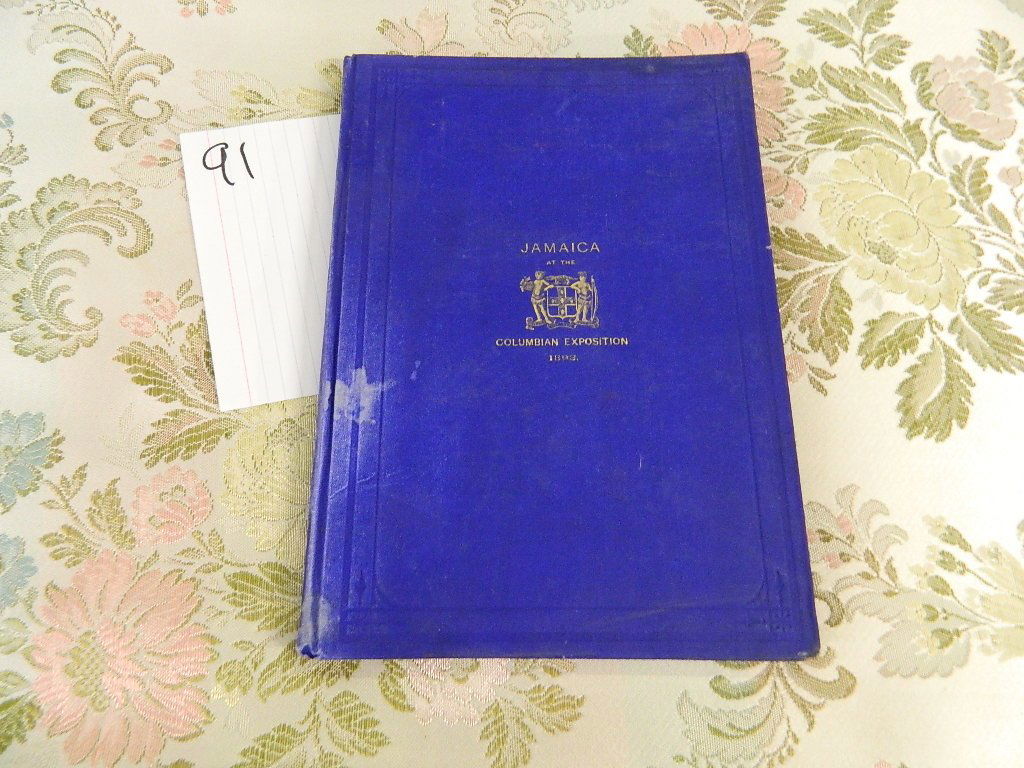 91
JAMAICA
AT THE
COLUMBIAN EXPOSITION
1893.